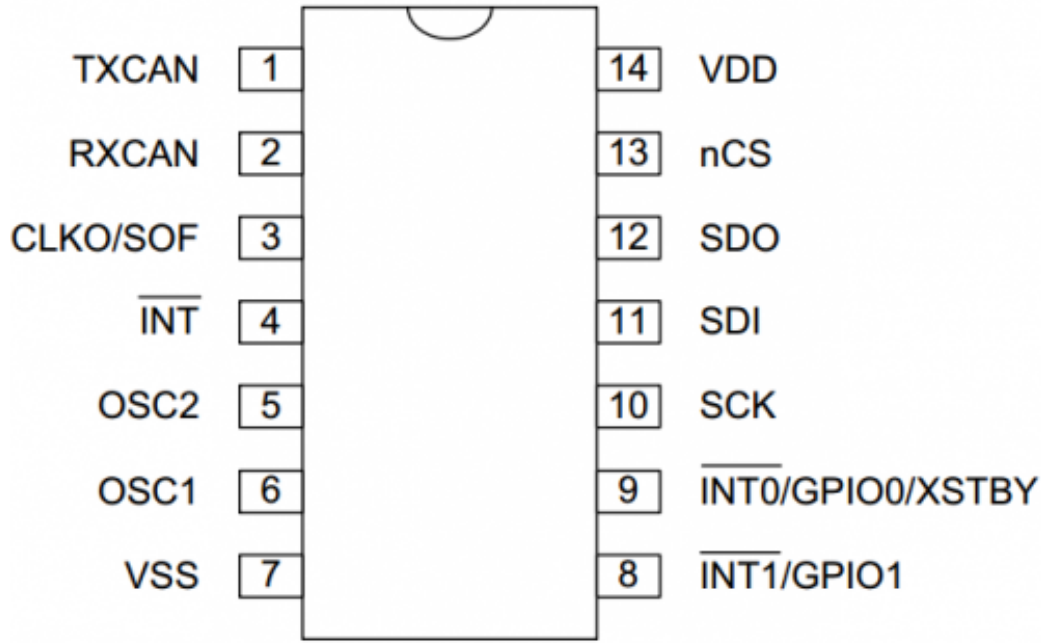 TXCAN 1 14 VDD
RXCAN 2 13 nCS
CLKO/SOF 3 12 SDO
INT 4 11 SDI
OSC2 5 10 SCK
OSC1 6 9 INT0/GPIO0/XSTBY
VSS 7 8 INT1/GPIO1